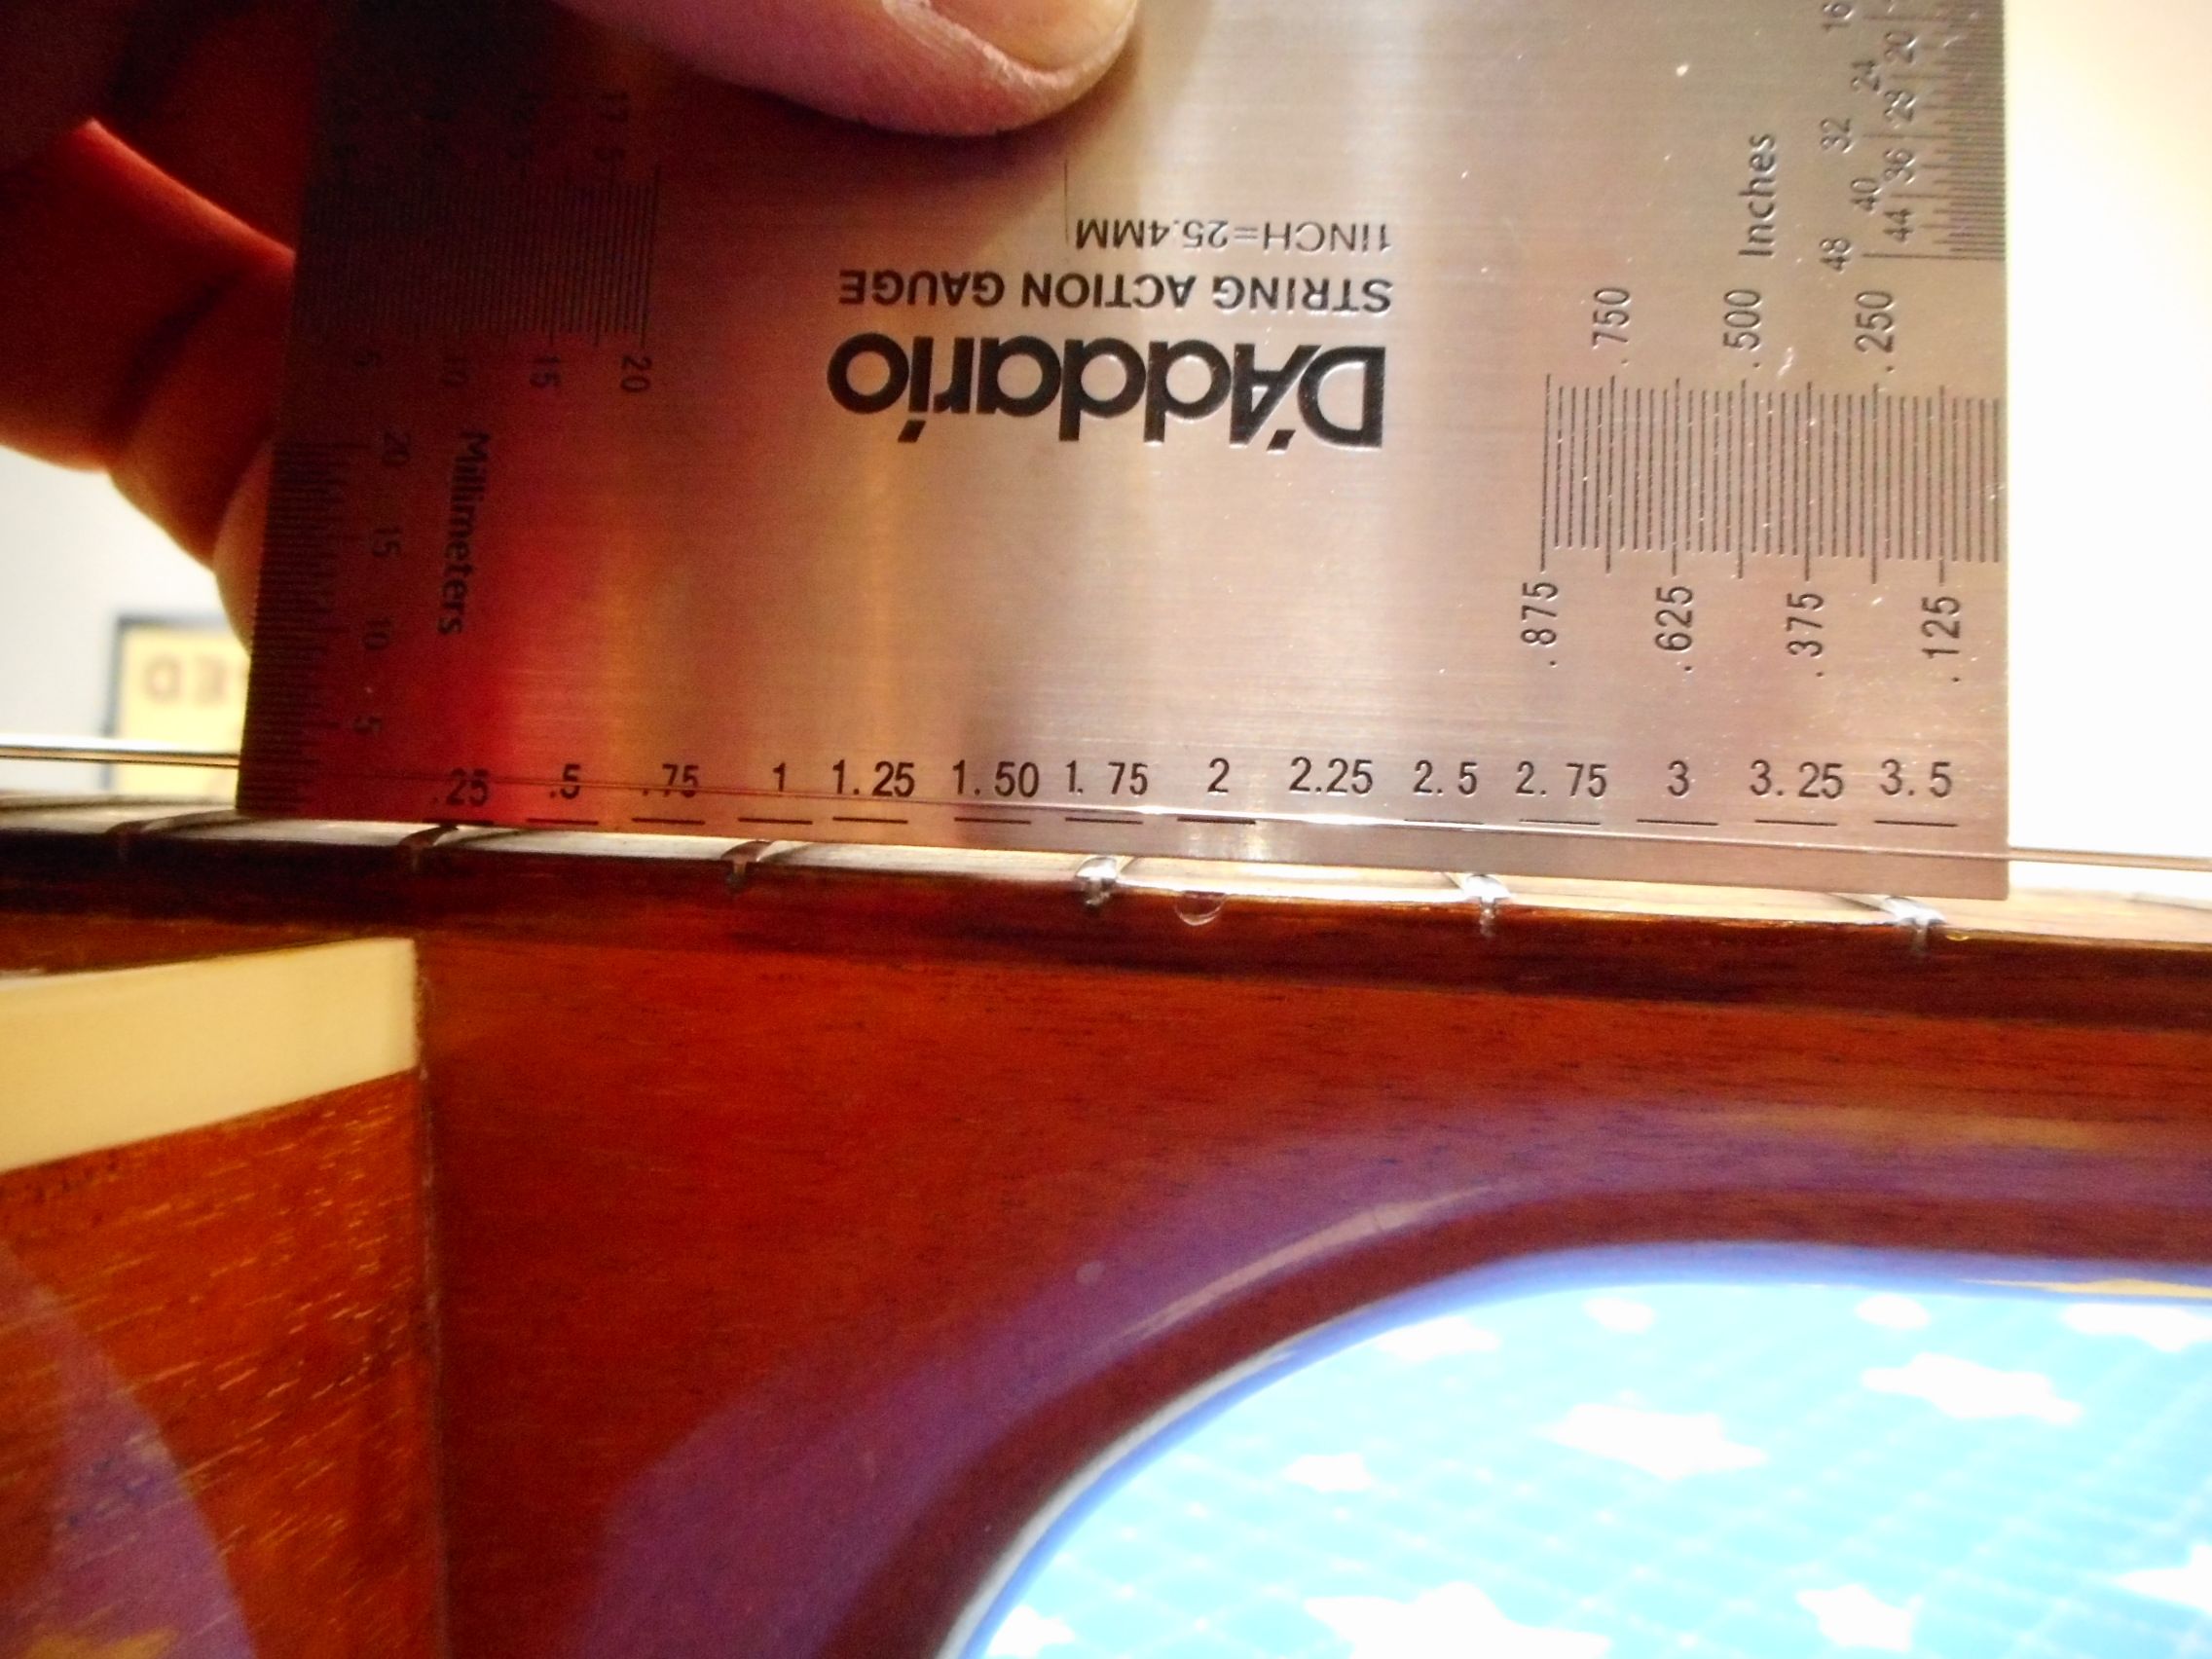 D'Addario
STRING ACTION GAUGE
1INCH=25.4MM
Millimeters
5 10 15 20
20 15 10 5
Inches
16 24 32 40 48
20 28 36 44
.750 .500 .250
.875 .625 .375 .125
.25 .5 .75 1 1.25 1.50 1.75 2 2.25 2.5 2.75 3 3.25 3.5